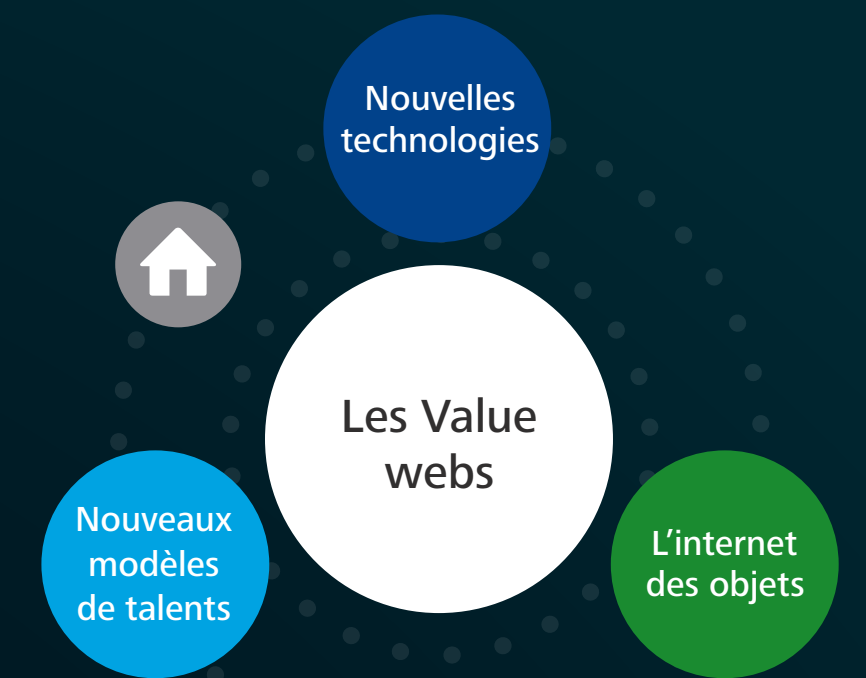 Nouvelles
technologies
Les Value
webs
Nouveaux
modèles
de talents
L’internet
des objets